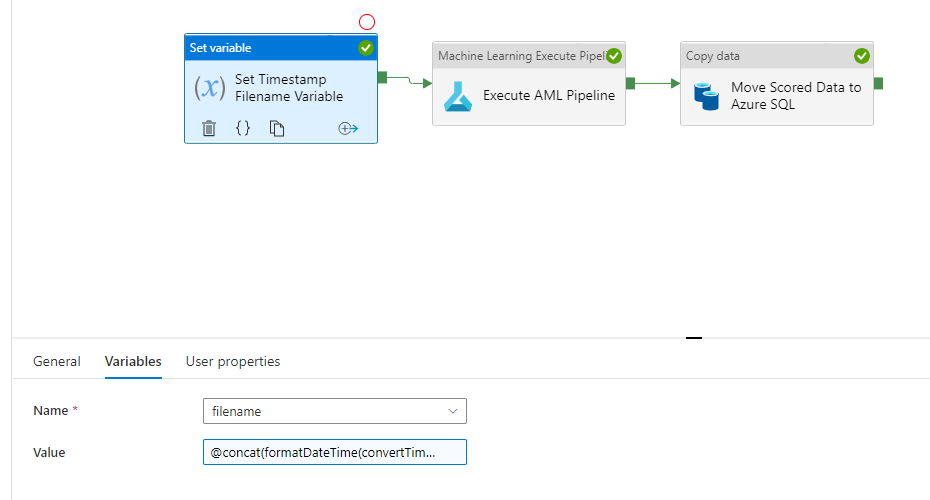 Set variable
(x)
Set Timestamp
Filename Variable
{}
Machine Learning Execute Pipeli
Execute AML Pipeline
Copy data
Move Scored Data to
Azure SQL
General
Variables
User properties
Name *
filename
Value
@concat(formatDateTime(convertTim...